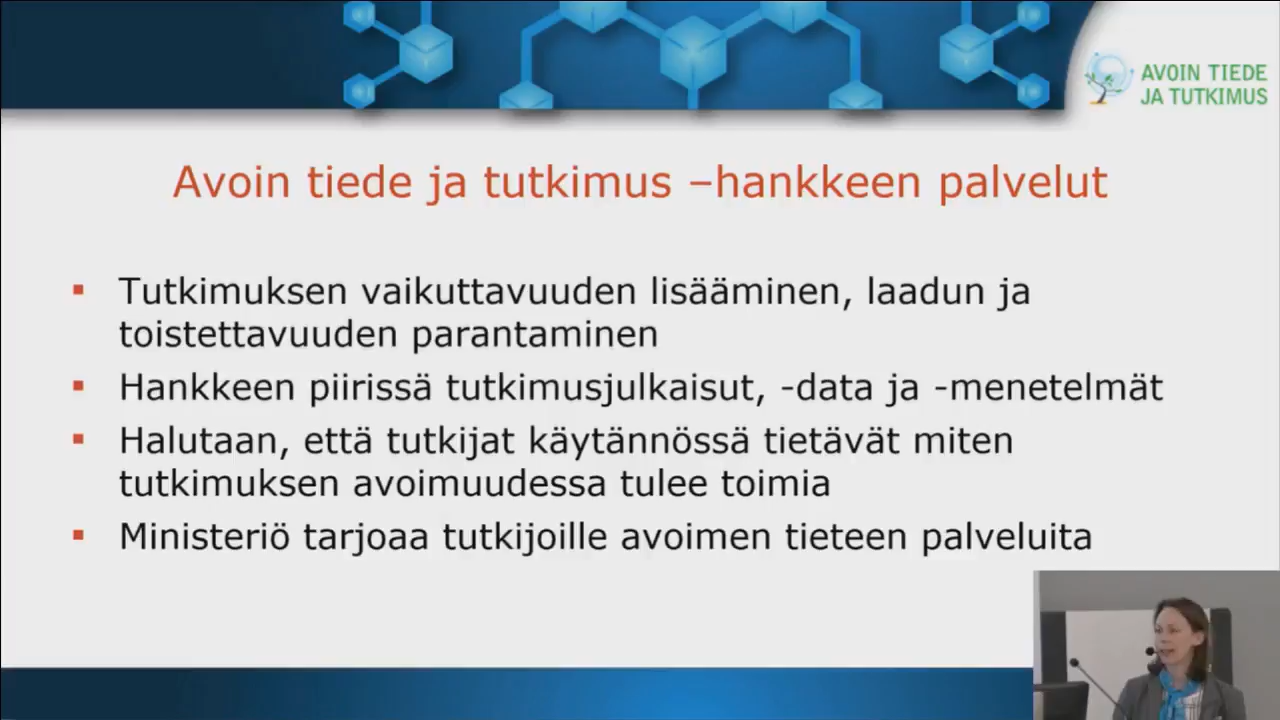 AVOIN TIEDE
JA TUTKIMUS
Avoin tiede ja tutkimus –hankkeen palvelut
Tutkimuksen vaikuttavuuden lisääminen, laadun ja
toistettavuuden parantaminen
Hankkeen piirissä tutkimusjulkaisut, -data ja -menetelmät
Halutaan, että tutkijat käytännössä tietävät miten
tutkimuksen avoimuudessa tulee toimia
Ministeriö tarjoaa tutkijoille avoimen tieteen palveluita